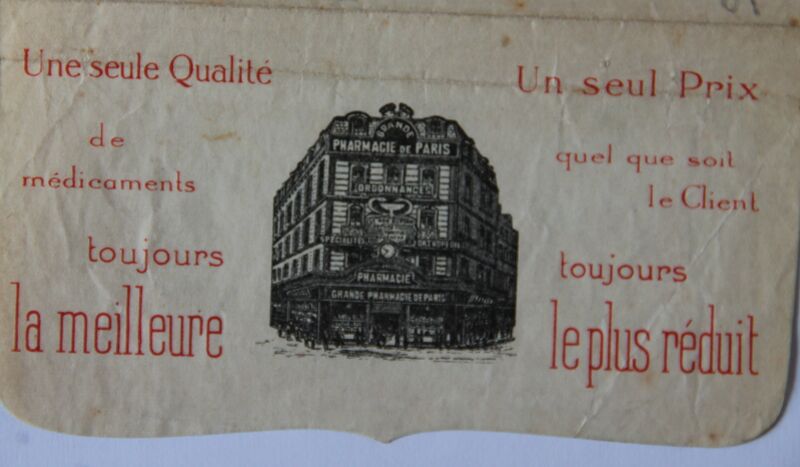 Une seule Qualité
de
médicaments
toujours
la meilleure
GRANDE
PHARMACIE DE PARIS
ORDONNANCES
SPECIALITES
PHARMACIE
GRANDE PHARMACIE DE PARIS
Un seul Prix
quel que soit
le Client
toujours
le plus réduit